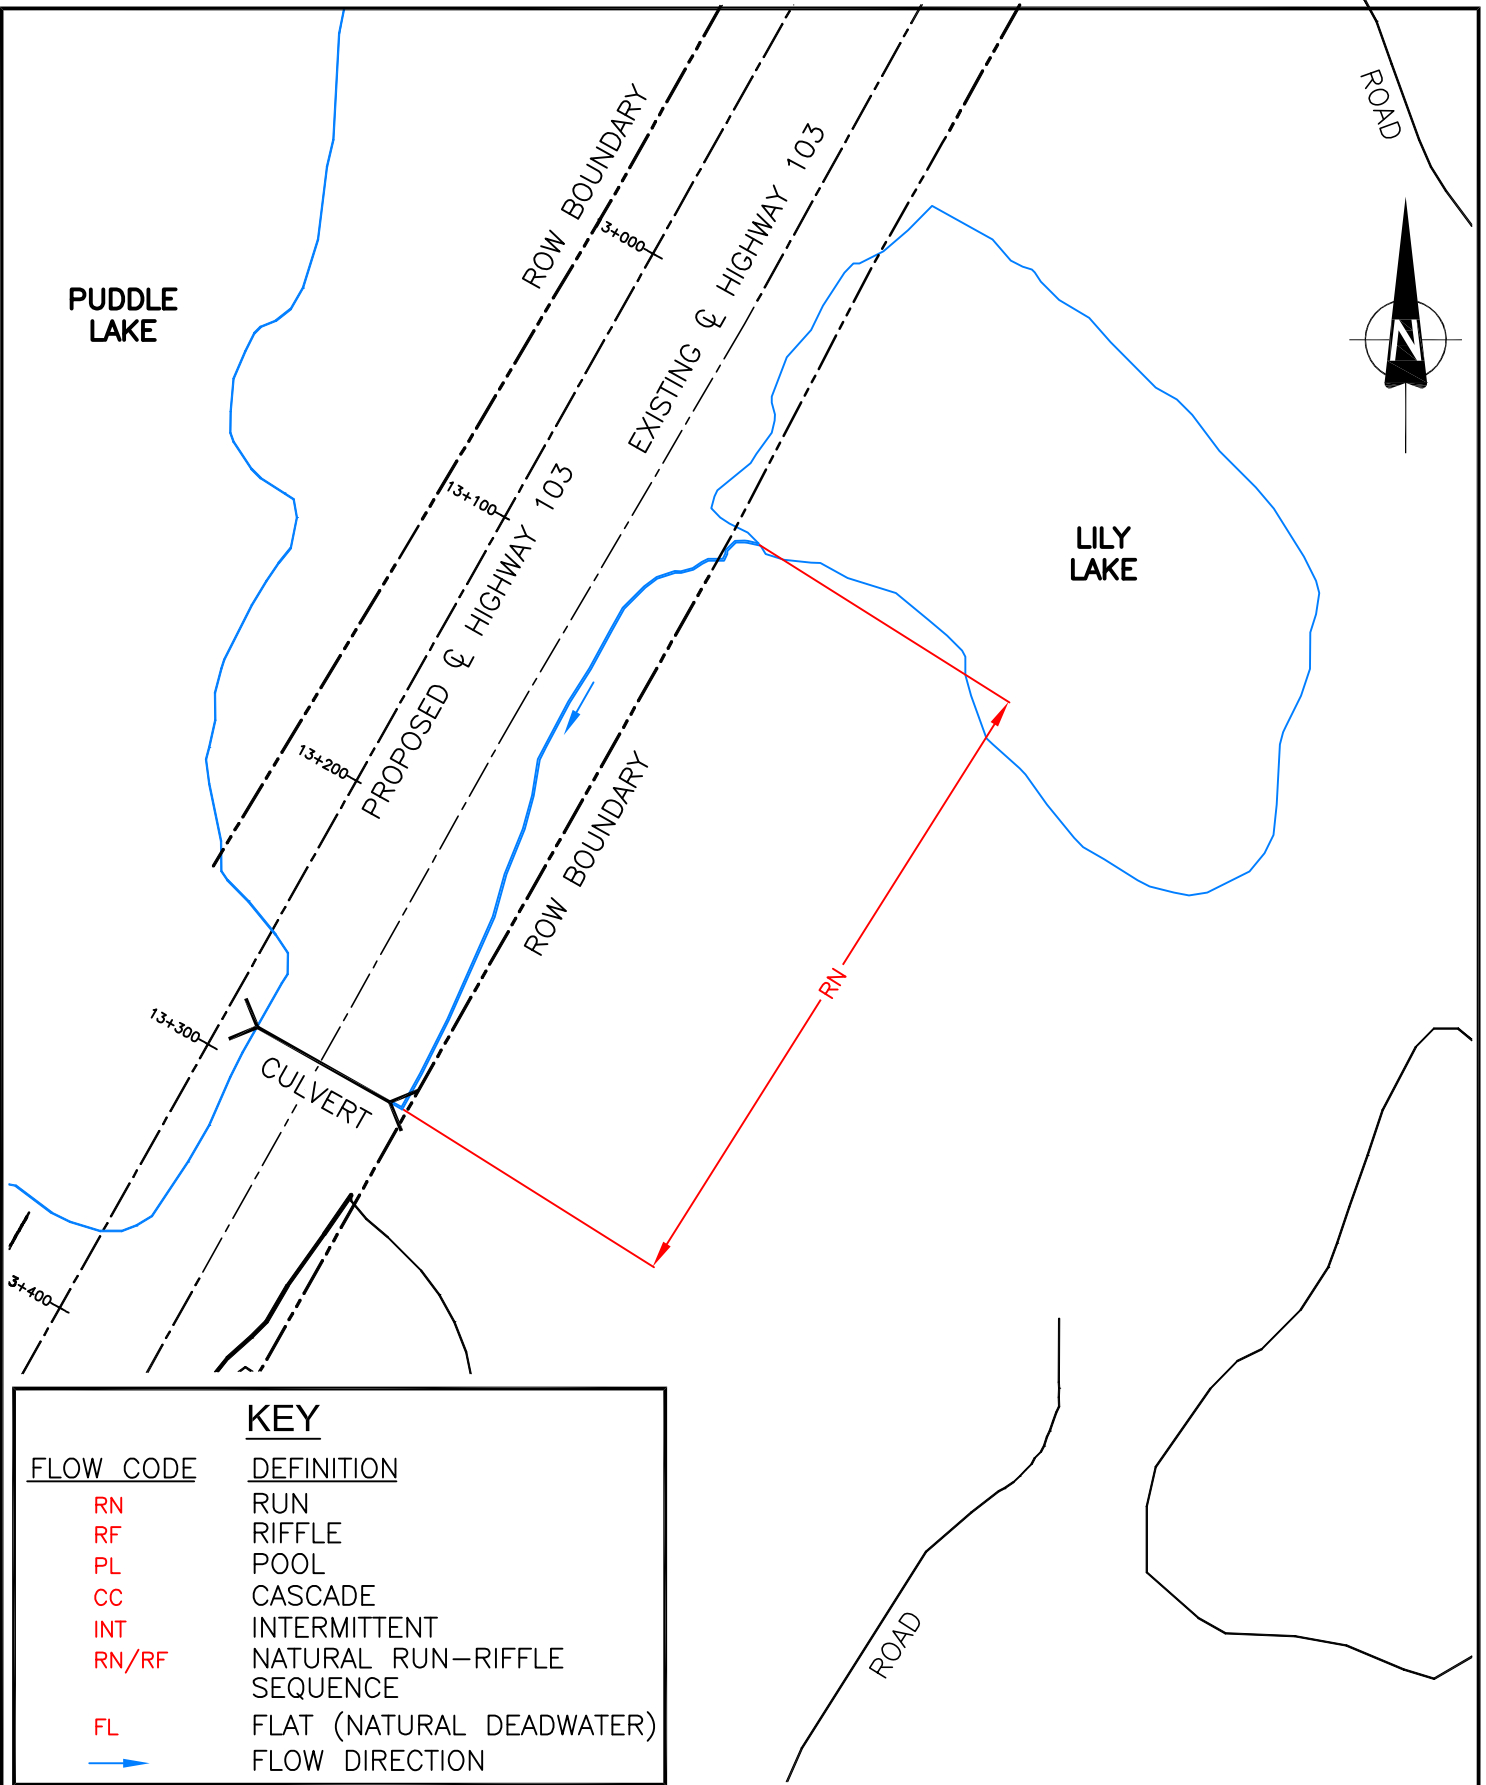 ROAD
ROW BOUNDARY
3+000
EXISTING ℄ HIGHWAY 103
PUDDLE
LAKE
N
13+100
LILY
LAKE
PROPOSED ℄ HIGHWAY 103
13+200
ROW BOUNDARY
RN
13+300
CULVERT
3+400
ROAD
KEY
FLOW CODE DEFINITION
RN RUN
RF RIFFLE
PL POOL
CC CASCADE
INT INTERMITTENT
RN/RF NATURAL RUN-RIFFLE
SEQUENCE
FL FLAT (NATURAL DEADWATER)
FLOW DIRECTION